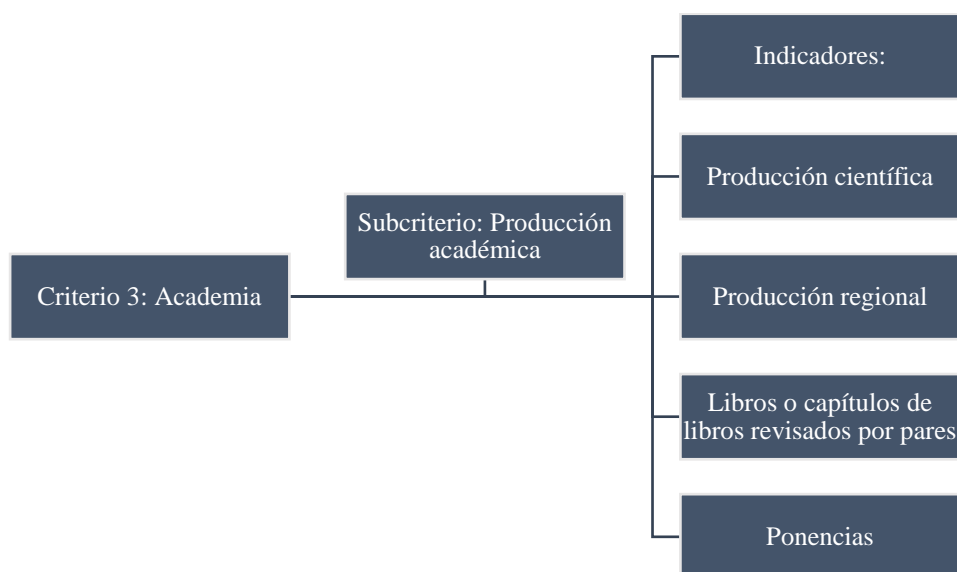 Criterio 3: Academia
Subcriterio: Producción
académica
Indicadores:
Producción científica
Producción regional
Libros o capítulos de
libros revisados por pares
Ponencias